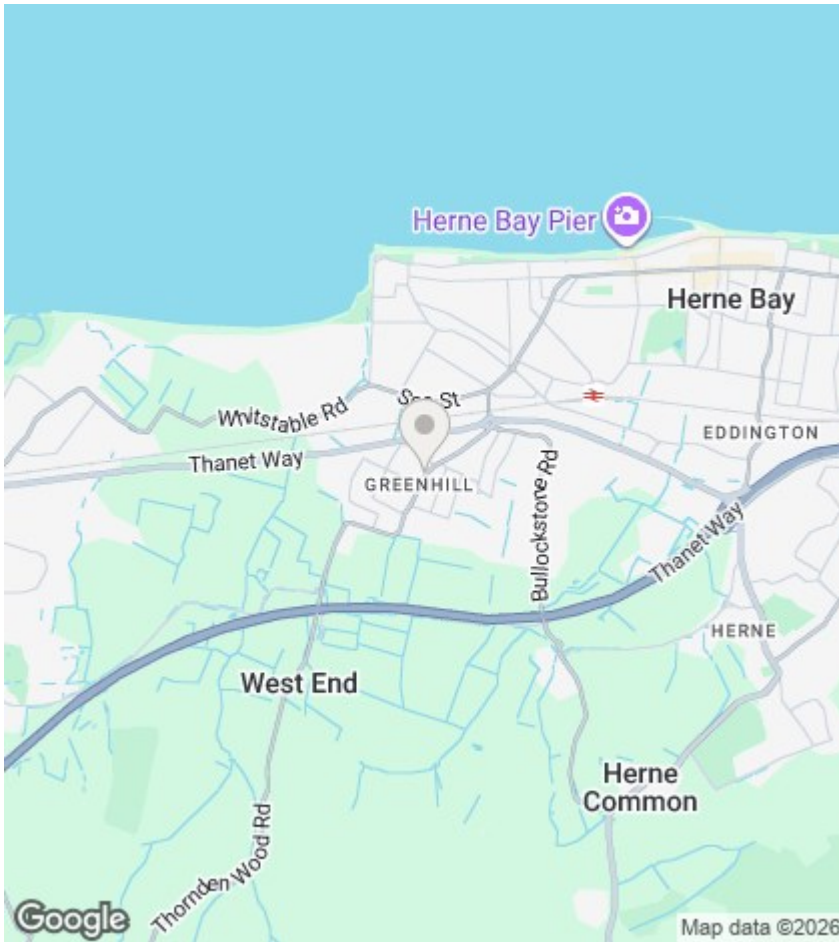 Herne Bay Pier
Herne Bay
Whitstable Rd
EDDINGTON
Thanet Way
GREENHILL
Bullockstone Rd
Thanet Way
HERNE
West End
Herne
Common
Thornden Wood Rd
Google
Map data ©2026